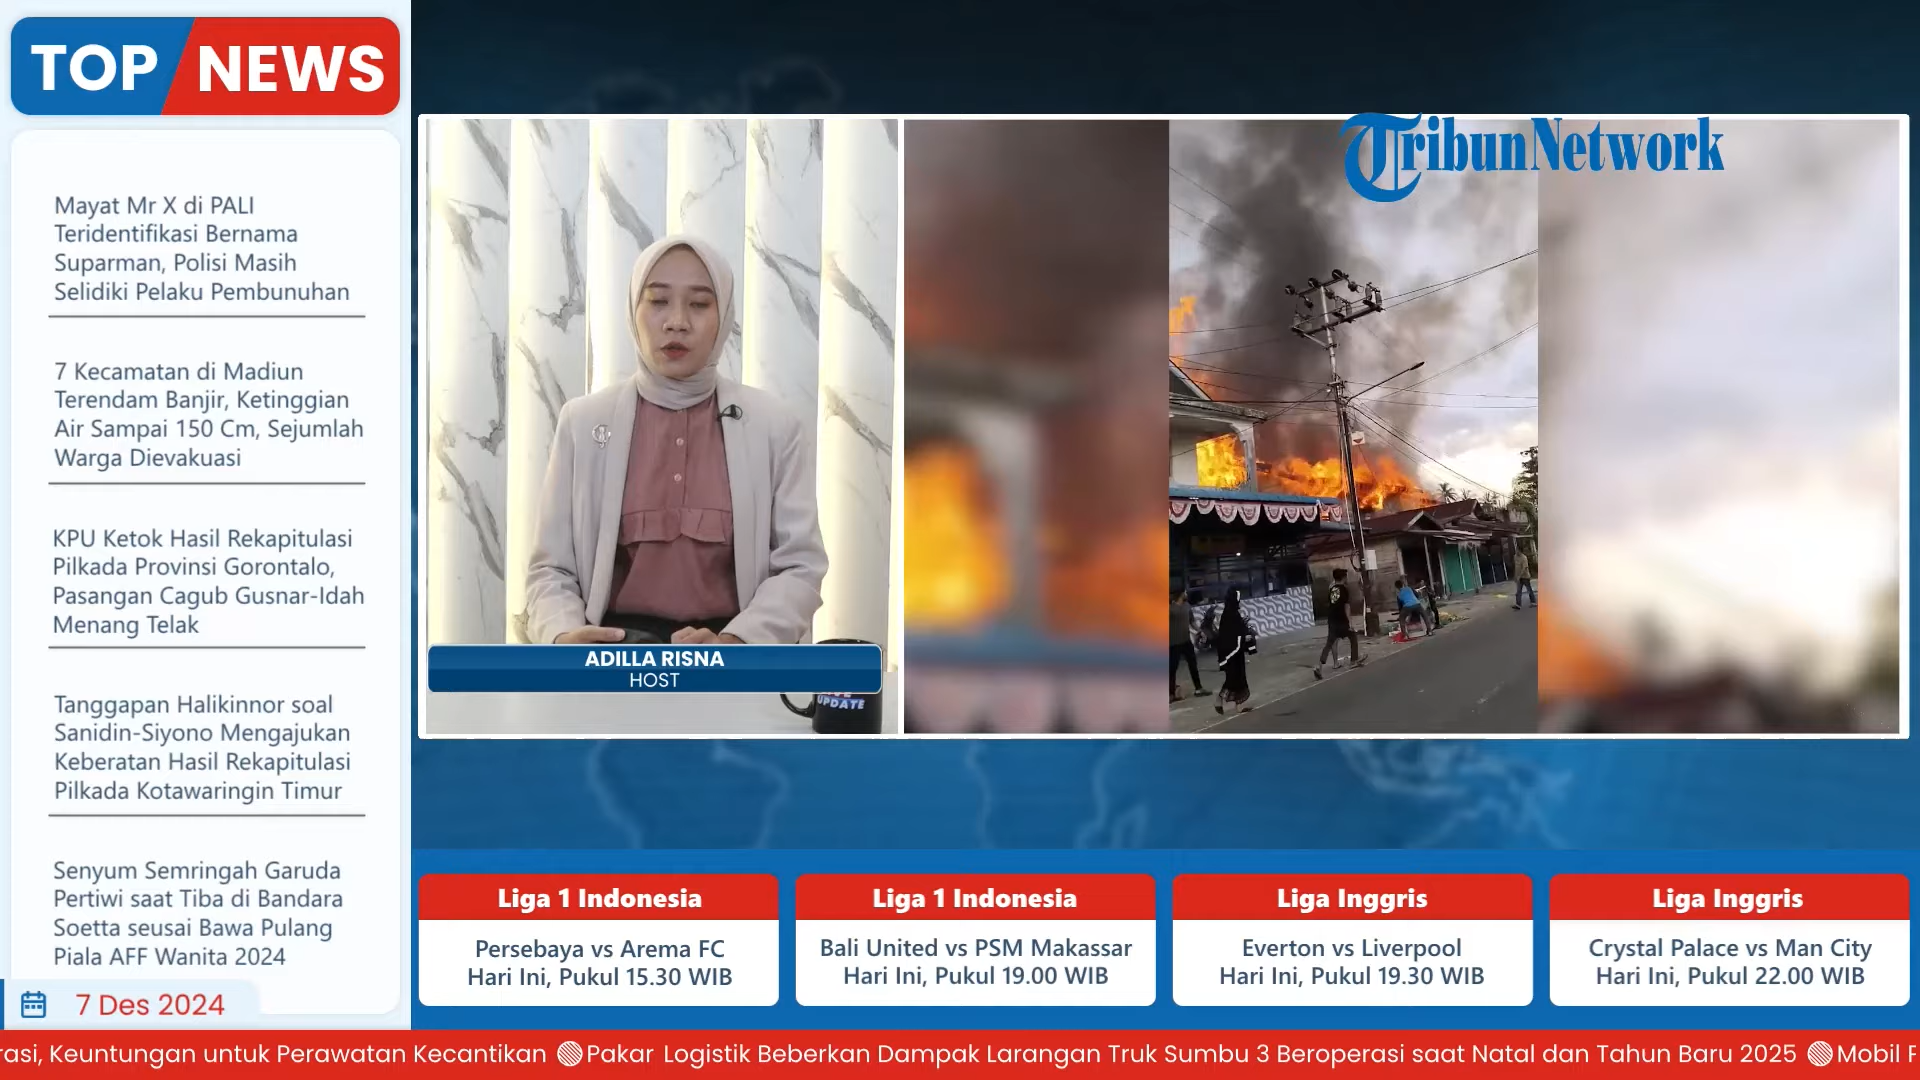 TOP NEWS
Mayat Mr X di PALI
Teridentifikasi Bernama
Suparman, Polisi Masih
Selidiki Pelaku Pembunuhan
7 Kecamatan di Madiun
Terendam Banjir, Ketinggian
Air Sampai 150 Cm, Sejumlah
Warga Dievakuasi
KPU Ketok Hasil Rekapitulasi
Pilkada Provinsi Gorontalo,
Pasangan Cagub Gusnar-Idah
Menang Telak
Tanggapan Halikinnor soal
Sanidin-Siyono Mengajukan
Keberatan Hasil Rekapitulasi
Pilkada Kotawaringin Timur
Senyum Semringah Garuda
Pertiwi saat Tiba di Bandara
Soetta seusai Bawa Pulang
Piala AFF Wanita 2024
7 Des 2024
TribunNetwork
ADILLA RISNA
HOST
UPDATE
Liga 1 Indonesia
Persebaya vs Arema FC
Hari Ini, Pukul 15.30 WIB
Liga 1 Indonesia
Bali United vs PSM Makassar
Hari Ini, Pukul 19.00 WIB
Liga Inggris
Everton vs Liverpool
Hari Ini, Pukul 19.30 WIB
Liga Inggris
Crystal Palace vs Man City
Hari Ini, Pukul 22.00 WIB
rasi, Keuntungan untuk Perawatan Kecantikan Pakar Logistik Beberkan Dampak Larangan Truk Sumbu 3 Beroperasi saat Natal dan Tahun Baru 2025 Mobil